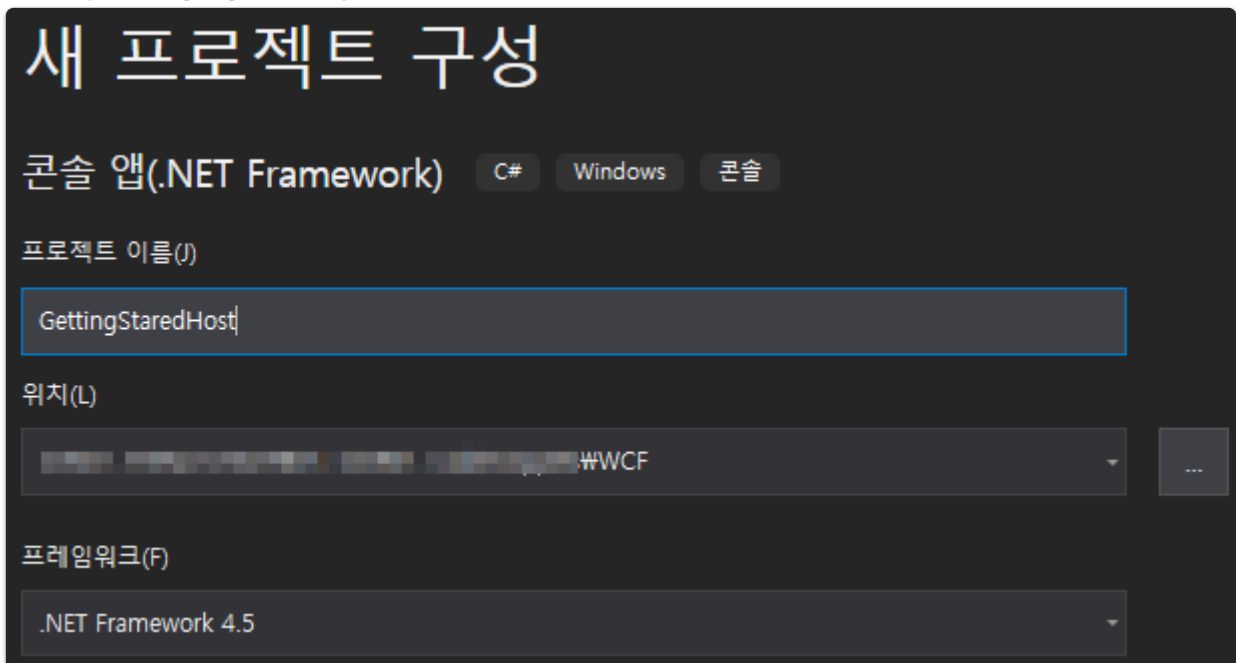 새 프로젝트 구성
콘솔 앱(.NET Framework) C# Windows 콘솔
프로젝트 이름(J)
GettingStaredHost
위치(L)
₩WCF
...
프레임워크(F)
.NET Framework 4.5